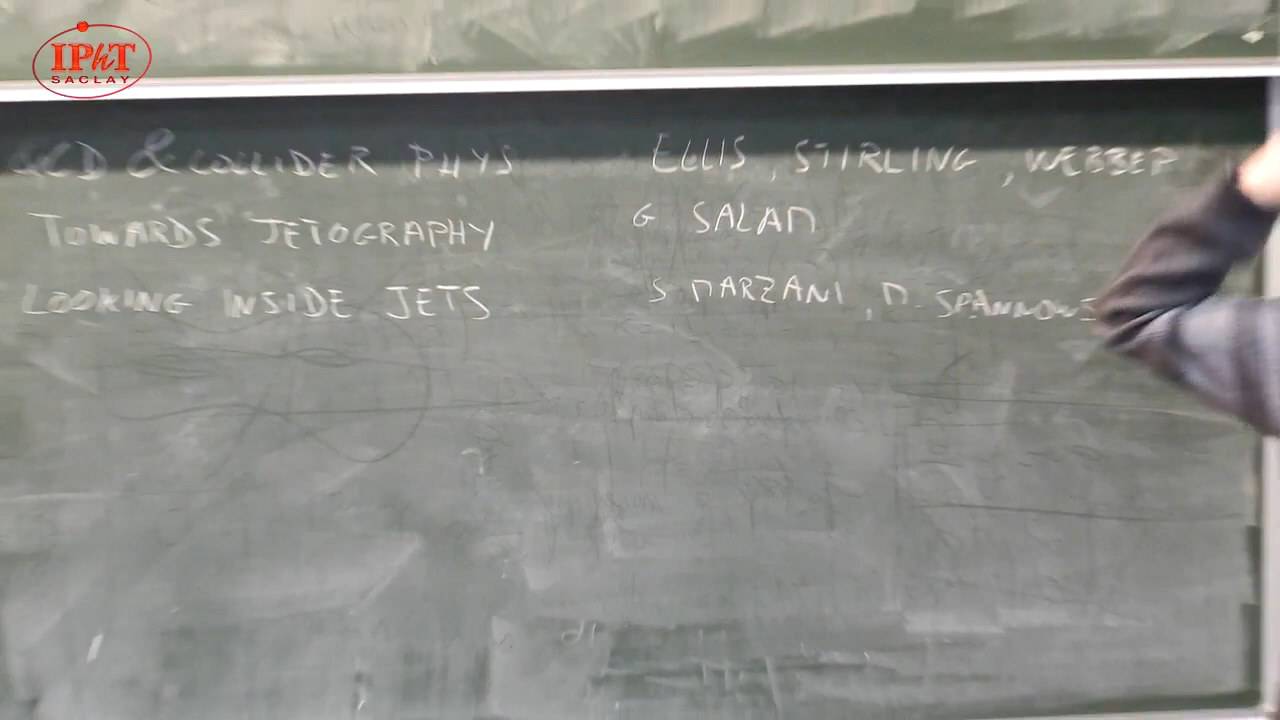 IPhT
SACLAY
QCD & COLLIDER PHYS ELLIS, STIRLING, WEBBER
TOWARDS JETOGRAPHY G SALAM
LOOKING INSIDE JETS S MARZANI, M. SPANNOWS